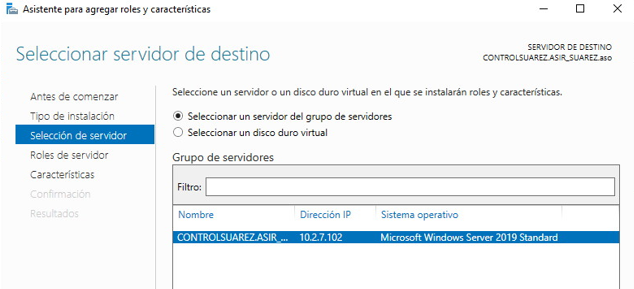 Asistente para agregar roles y características
Seleccionar servidor de destino
SERVIDOR DE DESTINO
CONTROLSUAREZ.ASIR_SUAREZ.aso
Antes de comenzar
Tipo de instalación
Selección de servidor
Roles de servidor
Características
Confirmación
Resultados
Seleccione un servidor o un disco duro virtual en el que se instalarán roles y características.
Seleccionar un servidor del grupo de servidores
Seleccionar un disco duro virtual
Grupo de servidores
Filtro:
Nombre Dirección IP Sistema operativo
CONTROLSUAREZ.ASIR_... 10.2.7.102 Microsoft Windows Server 2019 Standard